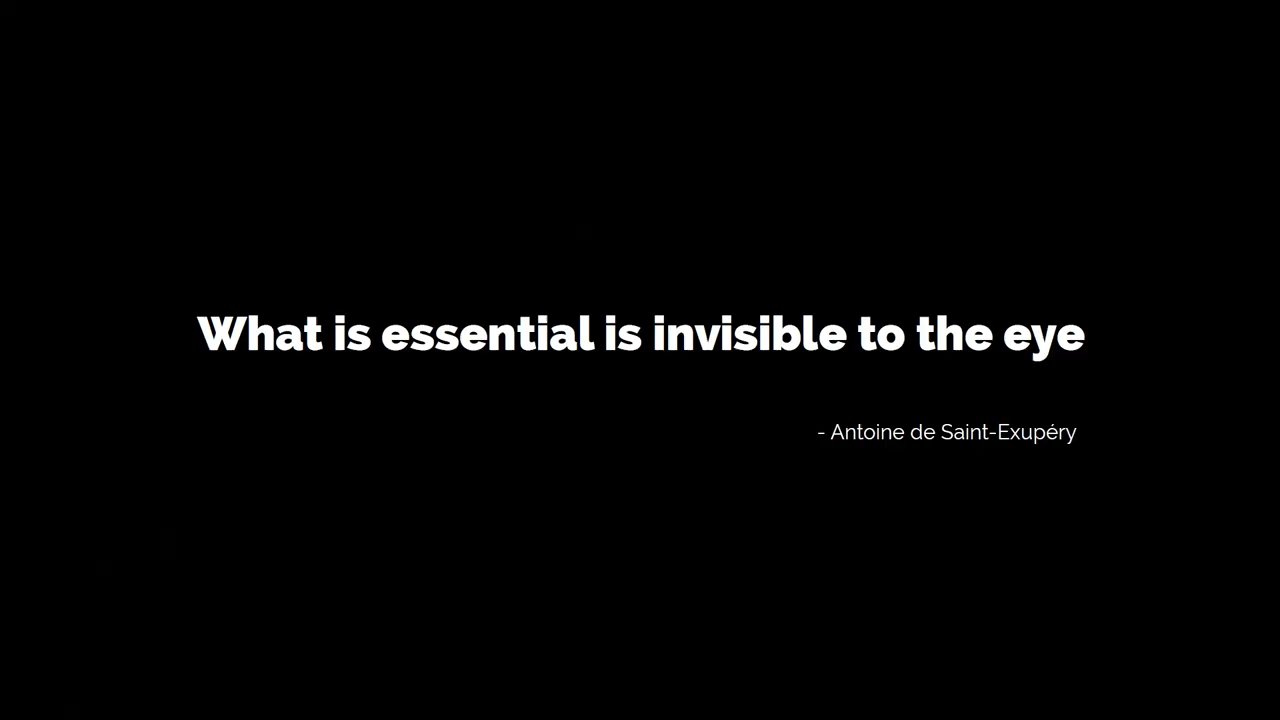 What is essential is invisible to the eye
- Antoine de Saint-Exupéry